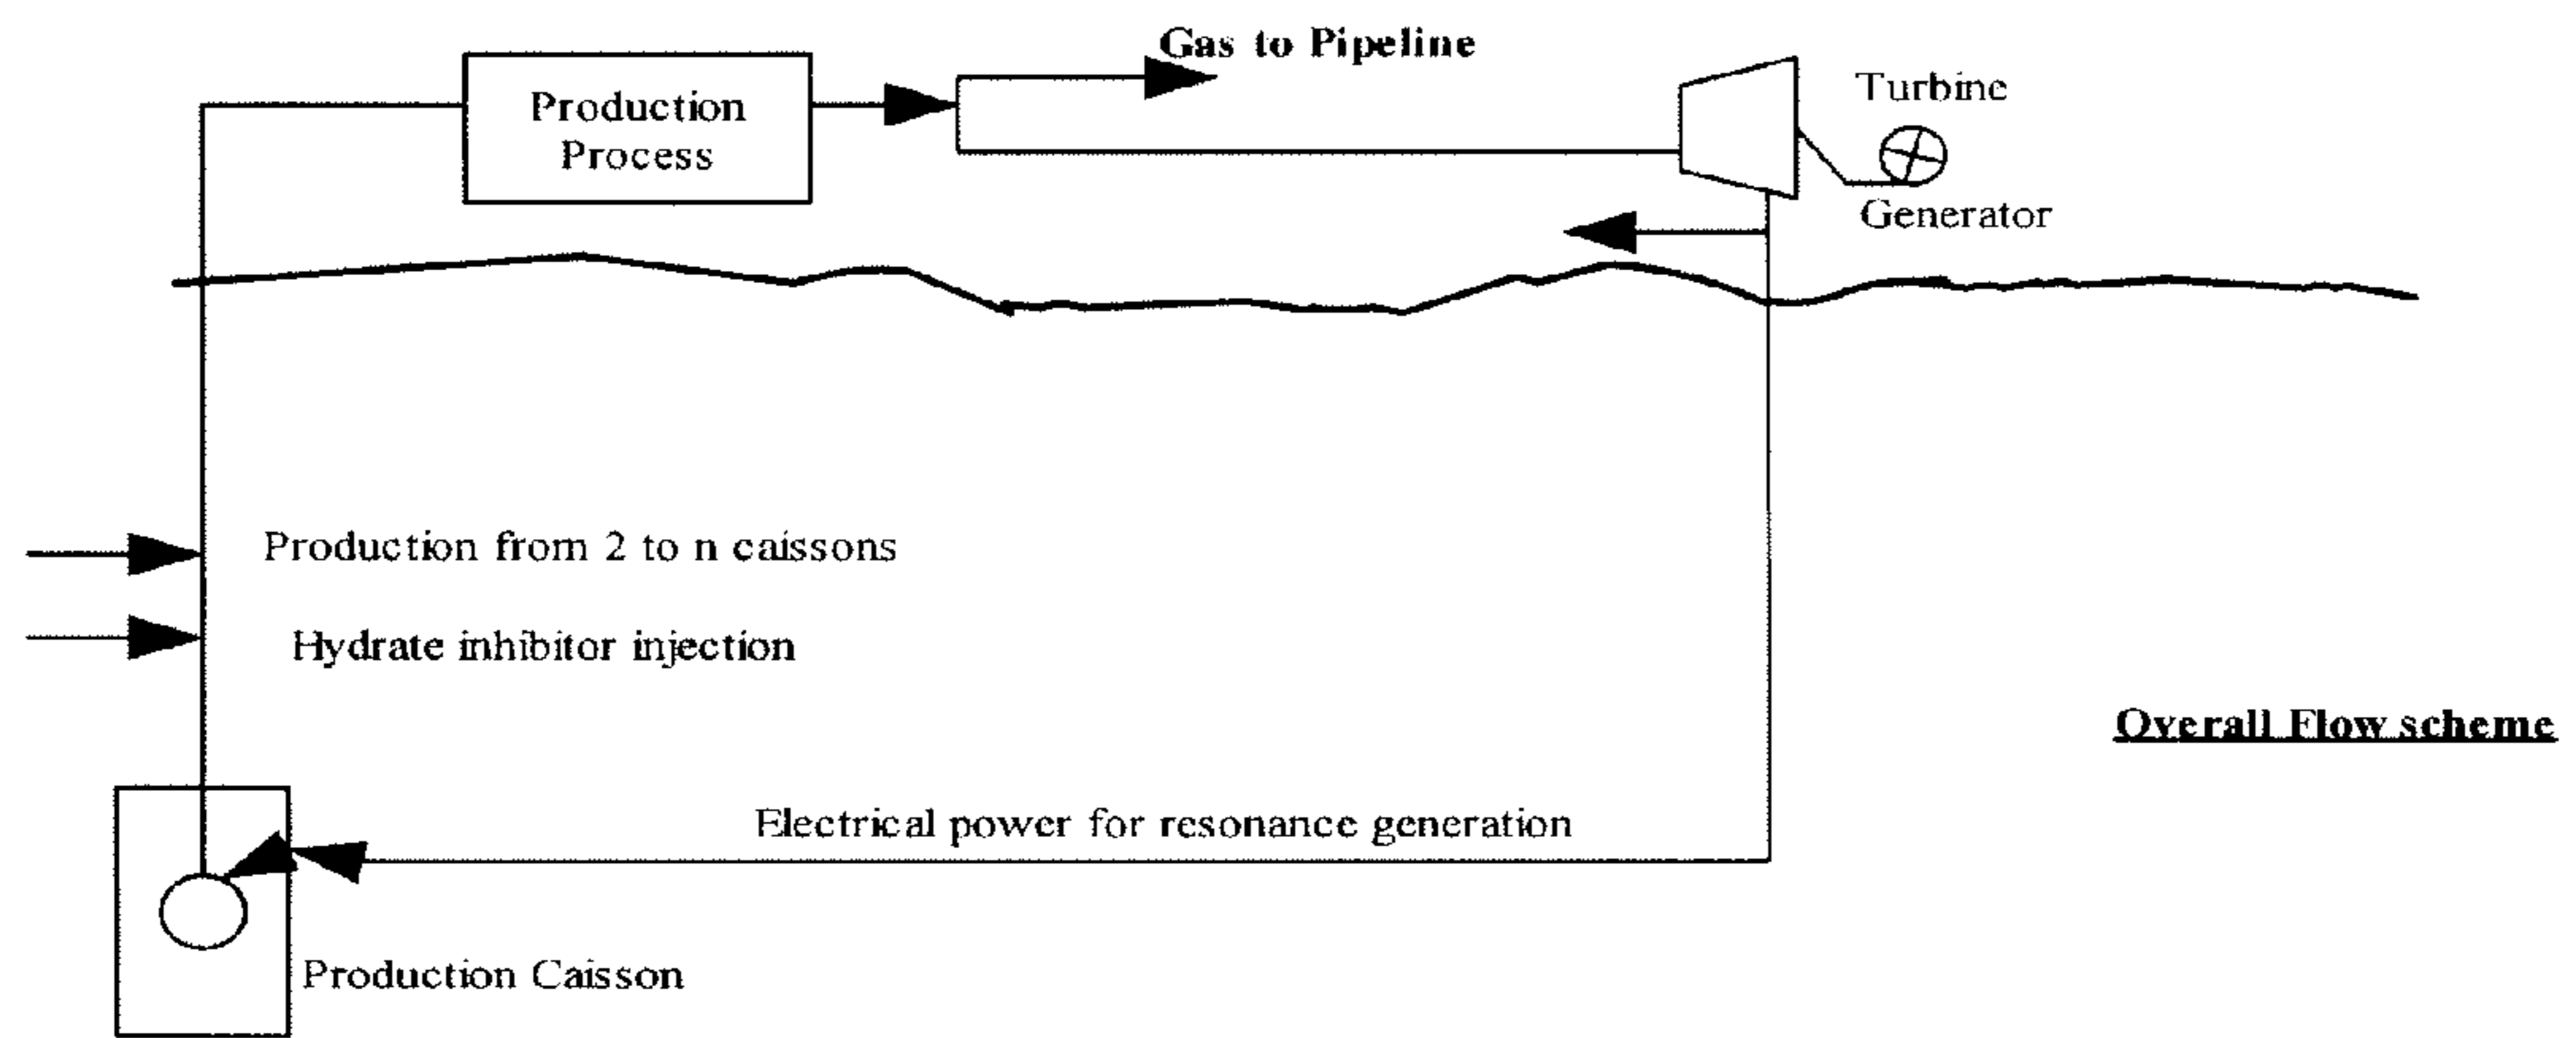 Gas to Pipeline
Production
Process
Turbine
Generator
Production from 2 to n caissons
Hydrate inhibitor injection
Overall Flow scheme
Electrical power for resonance generation
Production Caisson